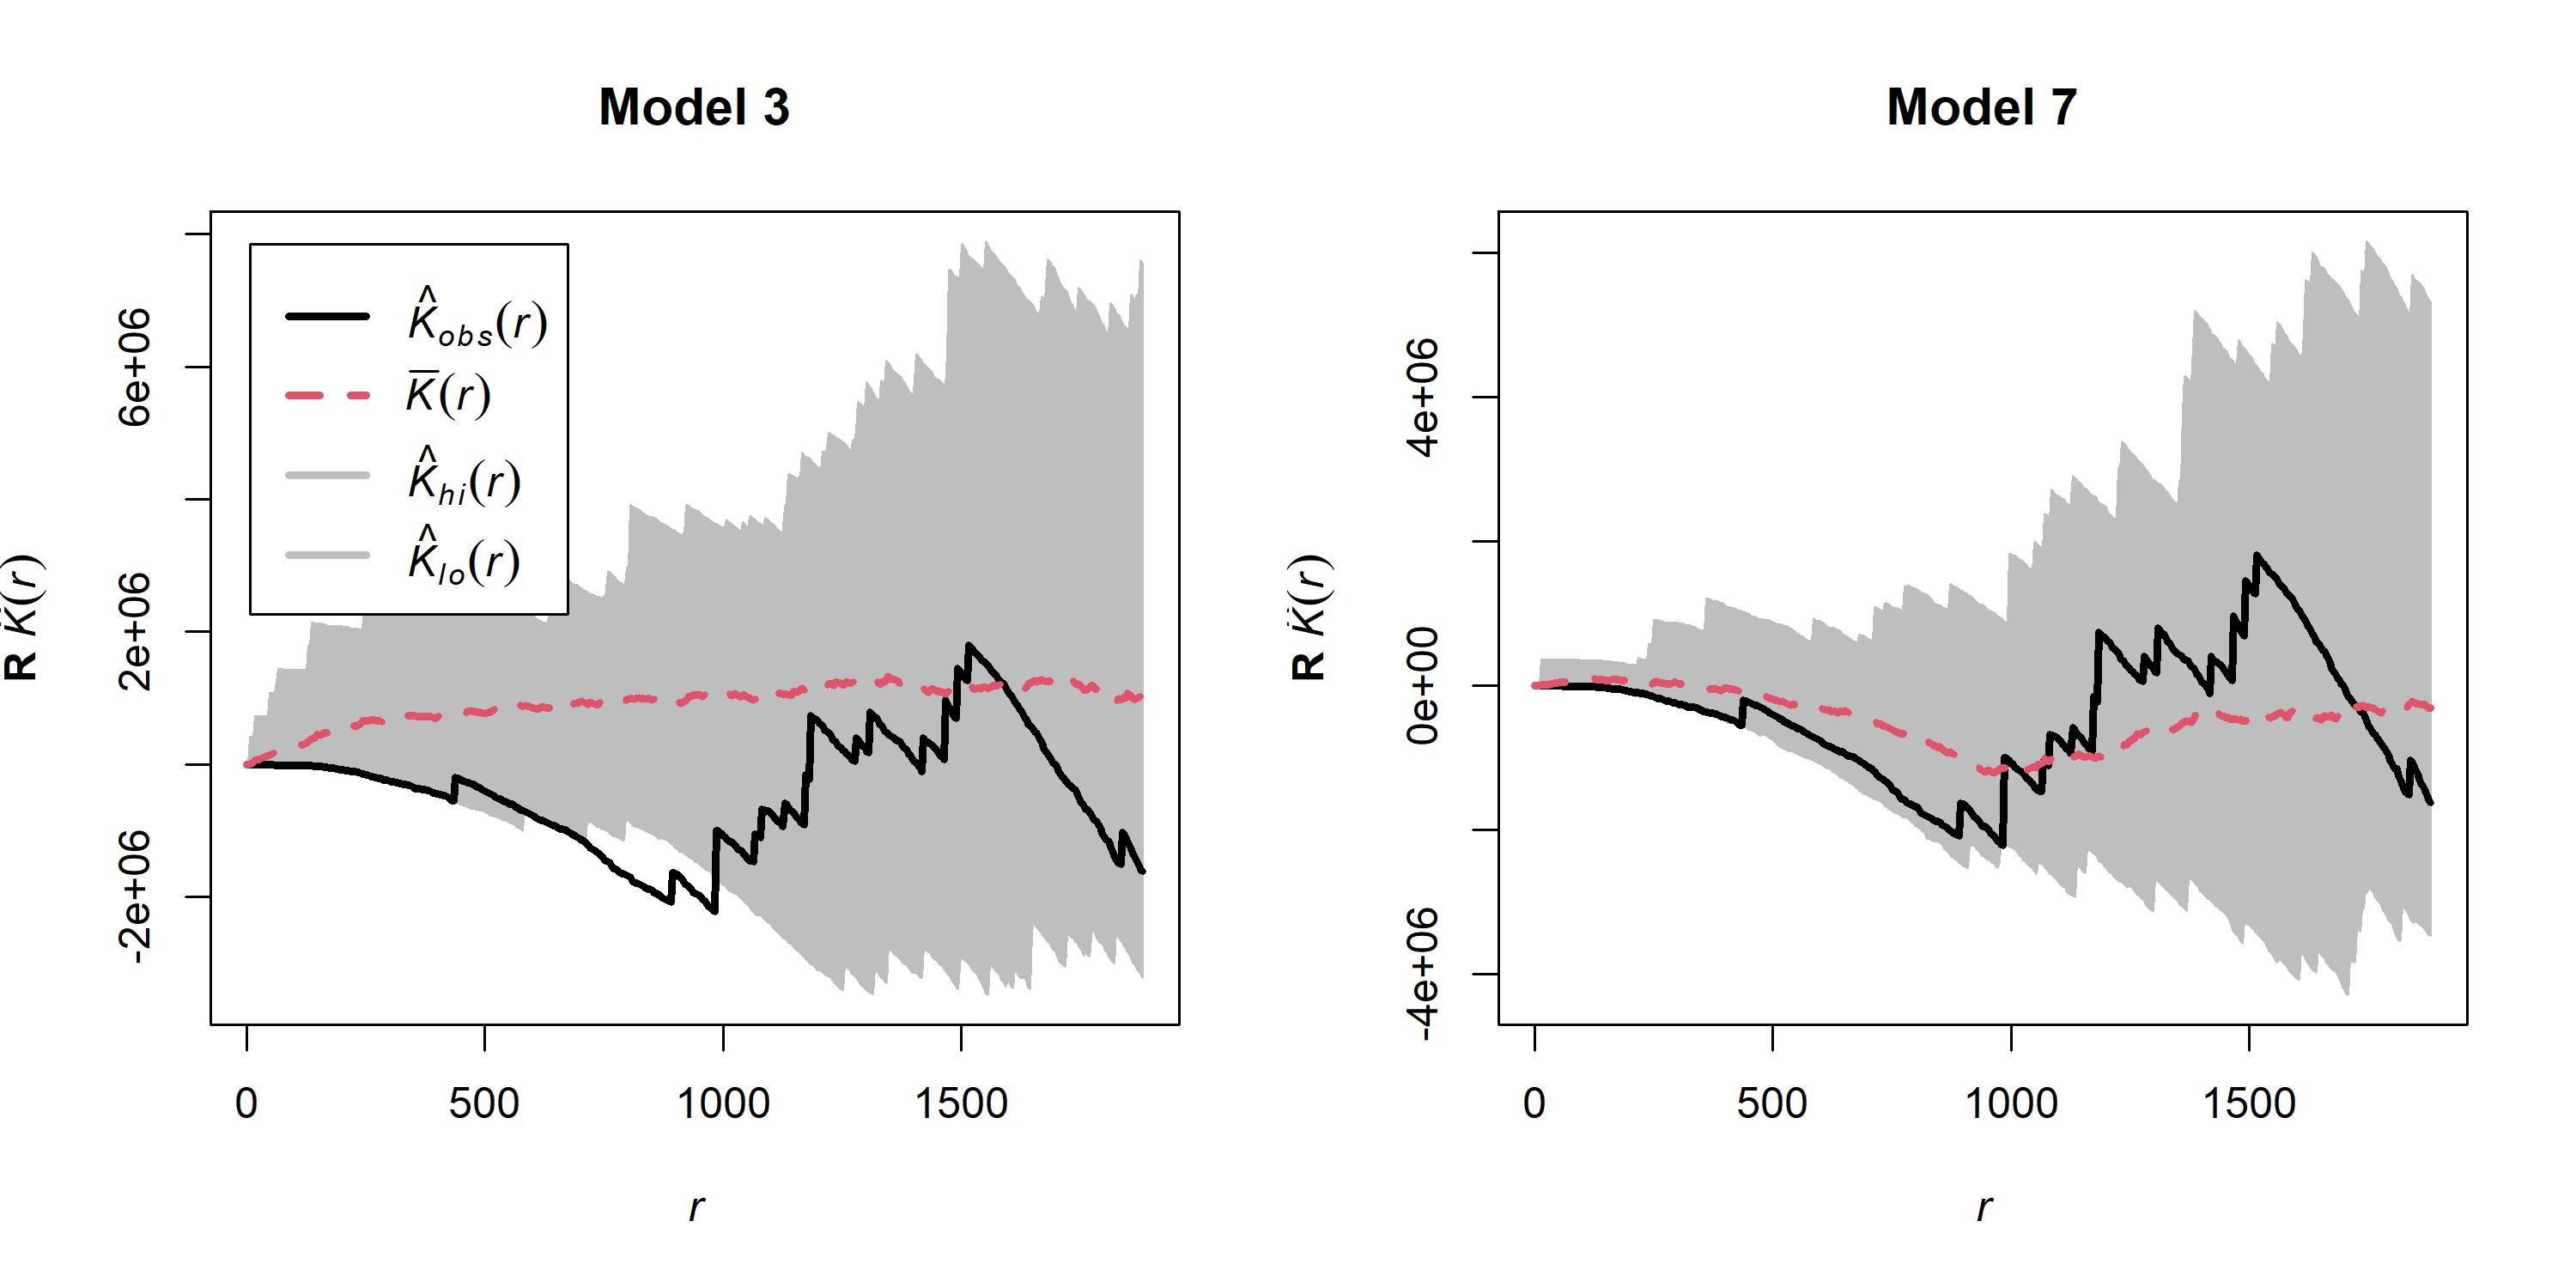 Model 3
K̂obs(r)
K̄(r)
K̂hi(r)
K̂lo(r)
6e+06
2e+06
-2e+06
R K̂(r)
0 500 1000 1500
r
Model 7
4e+06
0e+00
-4e+06
R K̂(r)
0 500 1000 1500
r